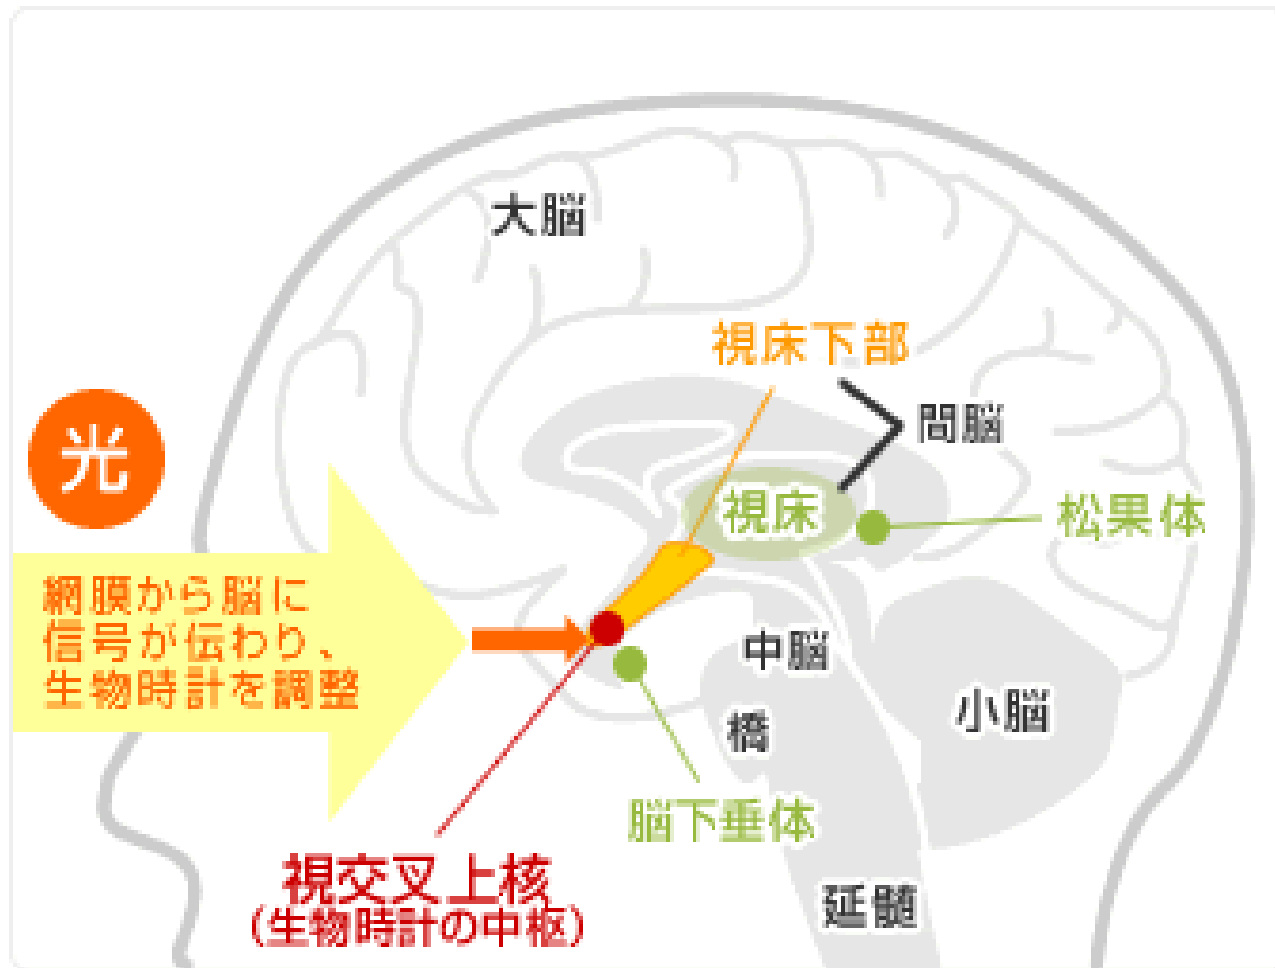 大脳
視床下部
間脳
光
視床
松果体
網膜から脳に
信号が伝わり、
生物時計を調整
中脳
小脳
橋
脳下垂体
視交叉上核
(生物時計の中枢)
延髄